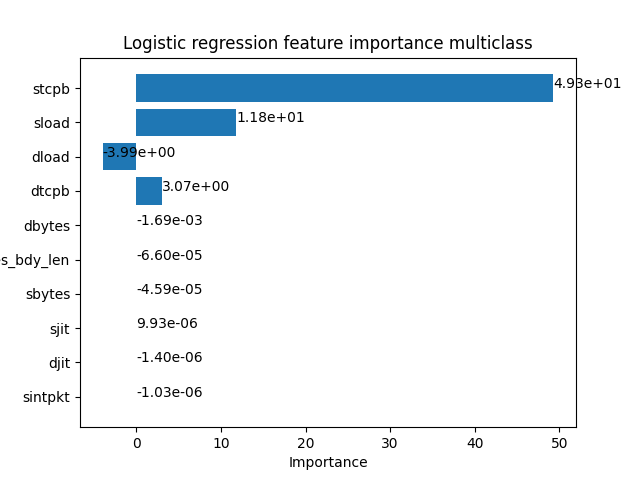 Logistic regression feature importance multiclass
stcpb 4.93e+01
sload 1.18e+01
dload -3.99e+00
dtcpb 3.07e+00
dbytes -1.69e-03
s_bdy_len -6.60e-05
sbytes -4.59e-05
sjit 9.93e-06
djit -1.40e-06
sintpkt -1.03e-06
0 10 20 30 40 50
Importance